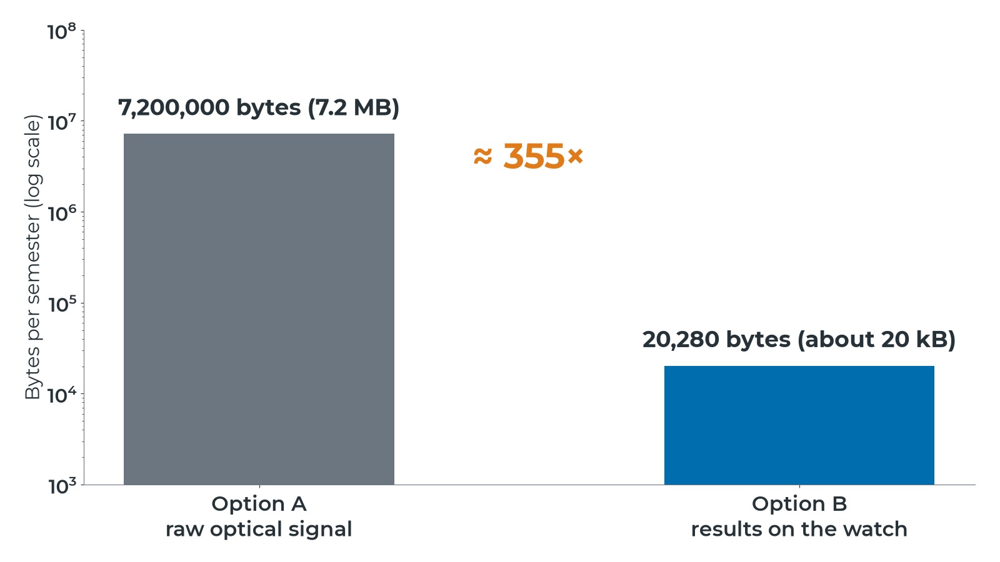 10⁸
7,200,000 bytes (7.2 MB)
10⁷
≈ 355×
10⁶
Bytes per semester (log scale)
10⁵
20,280 bytes (about 20 kB)
10⁴
10³
Option A
raw optical signal
Option B
results on the watch